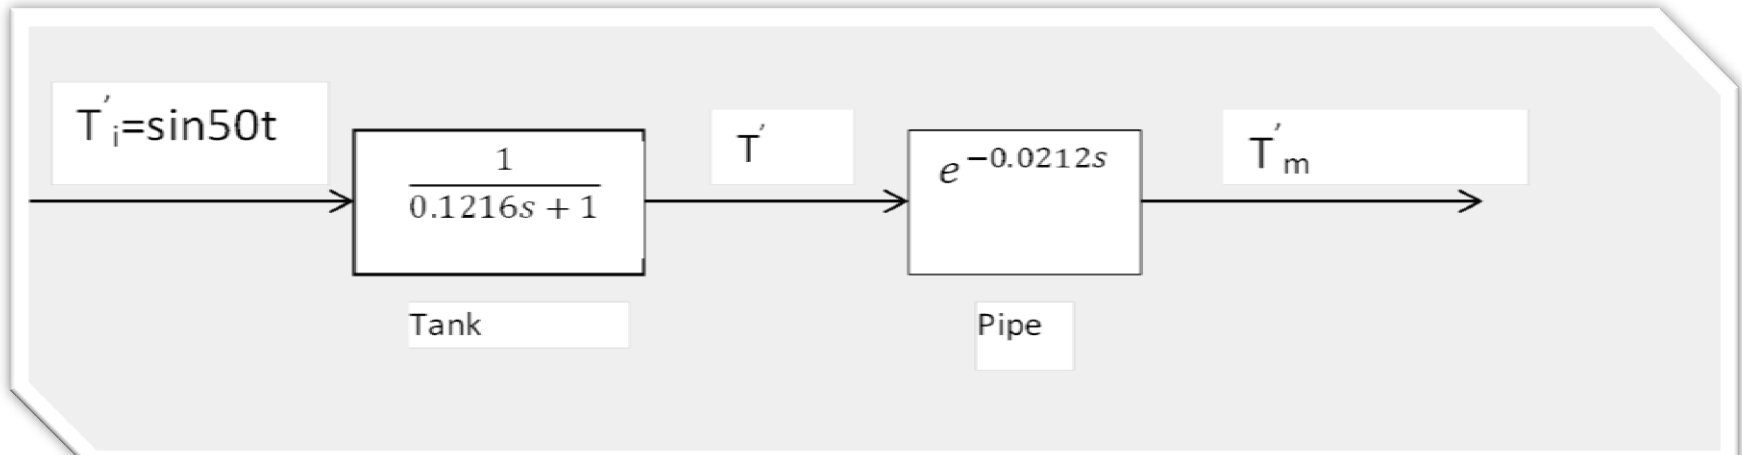 T′i=sin50t
1
0.1216s + 1
T′
e−0.0212s
T′m
Tank
Pipe